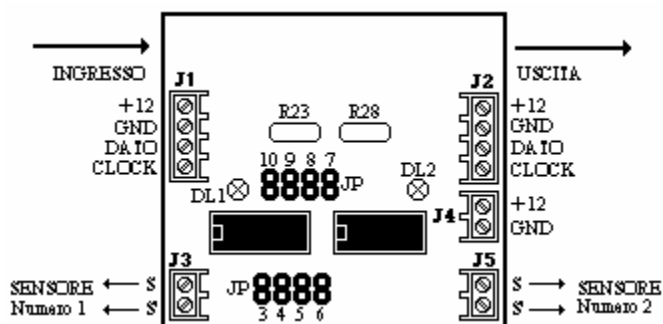 INGRESSO
USCITA
J1
J2
+12
GND
DATO
CLOCK
+12
GND
DATO
CLOCK
R23
R28
10 9 8 7
JP
DL1
DL2
J4
+12
GND
J3
J5
SENSORE
Numero 1
S
S
JP
3 4 5 6
S
S
SENSORE
Numero 2